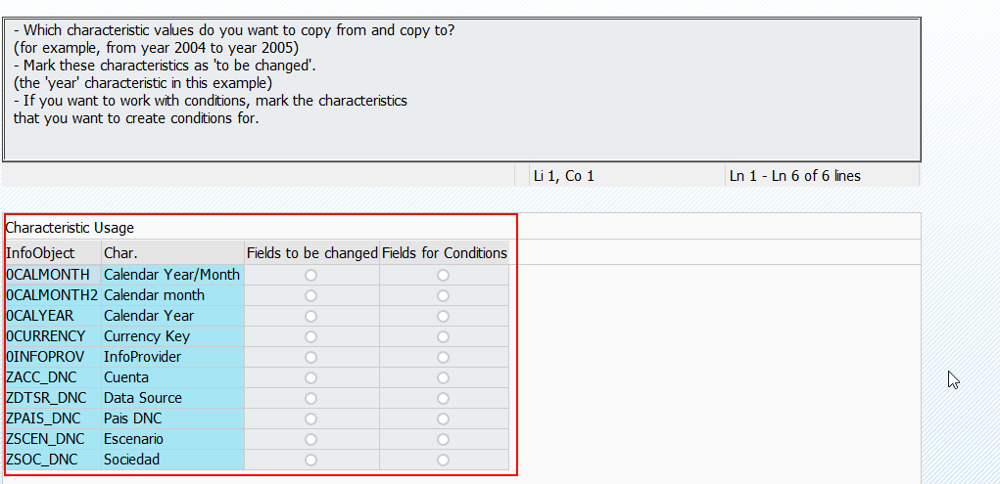 - Which characteristic values do you want to copy from and copy to?
(for example, from year 2004 to year 2005)
- Mark these characteristics as 'to be changed'.
(the 'year' characteristic in this example)
- If you want to work with conditions, mark the characteristics
that you want to create conditions for.
Li 1, Co 1 Ln 1 - Ln 6 of 6 lines
Characteristic Usage
InfoObject Char. Fields to be changed Fields for Conditions
0CALMONTH Calendar Year/Month
0CALMONTH2 Calendar month
0CALYEAR Calendar Year
0CURRENCY Currency Key
0INFOPROV InfoProvider
ZACC_DNC Cuenta
ZDTSR_DNC Data Source
ZPAIS_DNC Pais DNC
ZSCEN_DNC Escenario
ZSOC_DNC Sociedad